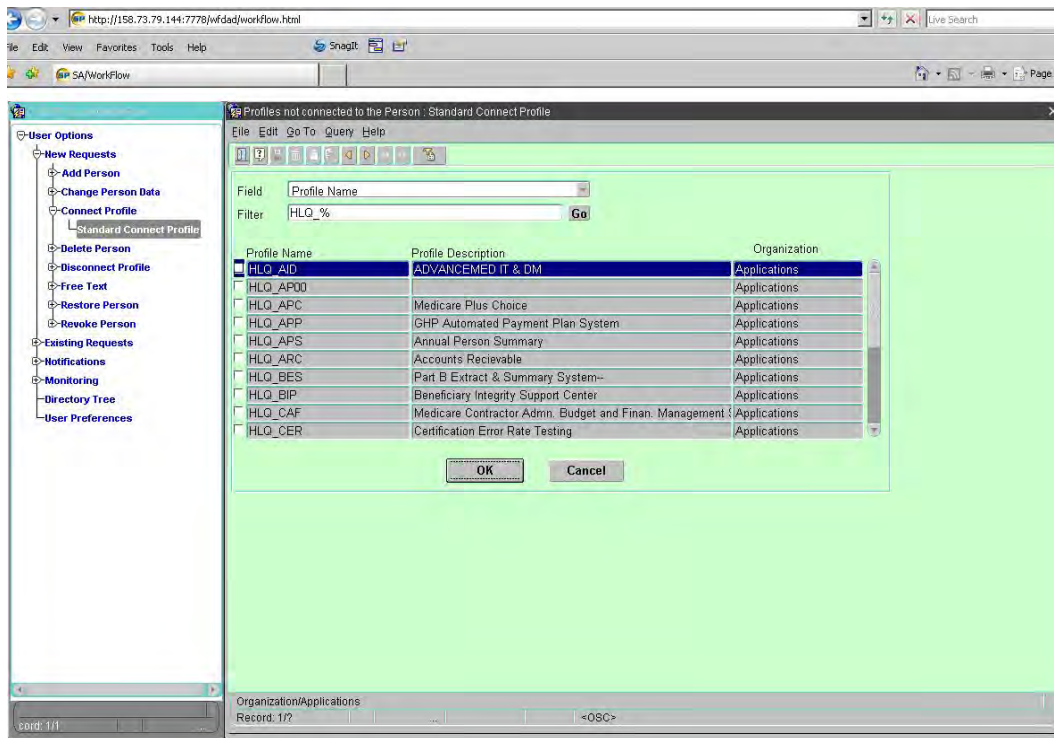 http://158.73.79.144:7778/wfdad/workflow.html
Live Search
File Edit View Favorites Tools Help
SnagIt
SA/WorkFlow
Page
Profiles not connected to the Person : Standard Connect Profile
File Edit Go To Query Help
User Options
New Requests
Add Person
Change Person Data
Connect Profile
Standard Connect Profile
Delete Person
Disconnect Profile
Free Text
Restore Person
Revoke Person
Existing Requests
Notifications
Monitoring
Directory Tree
User Preferences
Field Profile Name
Filter HLQ_% Go
Profile Name Profile Description Organization
HLQ_AID ADVANCEMED IT & DM Applications
HLQ_AP00 Applications
HLQ_APC Medicare Plus Choice Applications
HLQ_APP GHP Automated Payment Plan System Applications
HLQ_APS Annual Person Summary Applications
HLQ_ARC Accounts Recievable Applications
HLQ_BES Part B Extract & Summary System-- Applications
HLQ_BIP Beneficiary Integrity Support Center Applications
HLQ_CAF Medicare Contractor Admn. Budget and Finan. Management Applications
HLQ_CER Certification Error Rate Testing Applications
OK Cancel
Organization/Applications
Record: 1/? ... <OSC>
cord: 1/1 ...